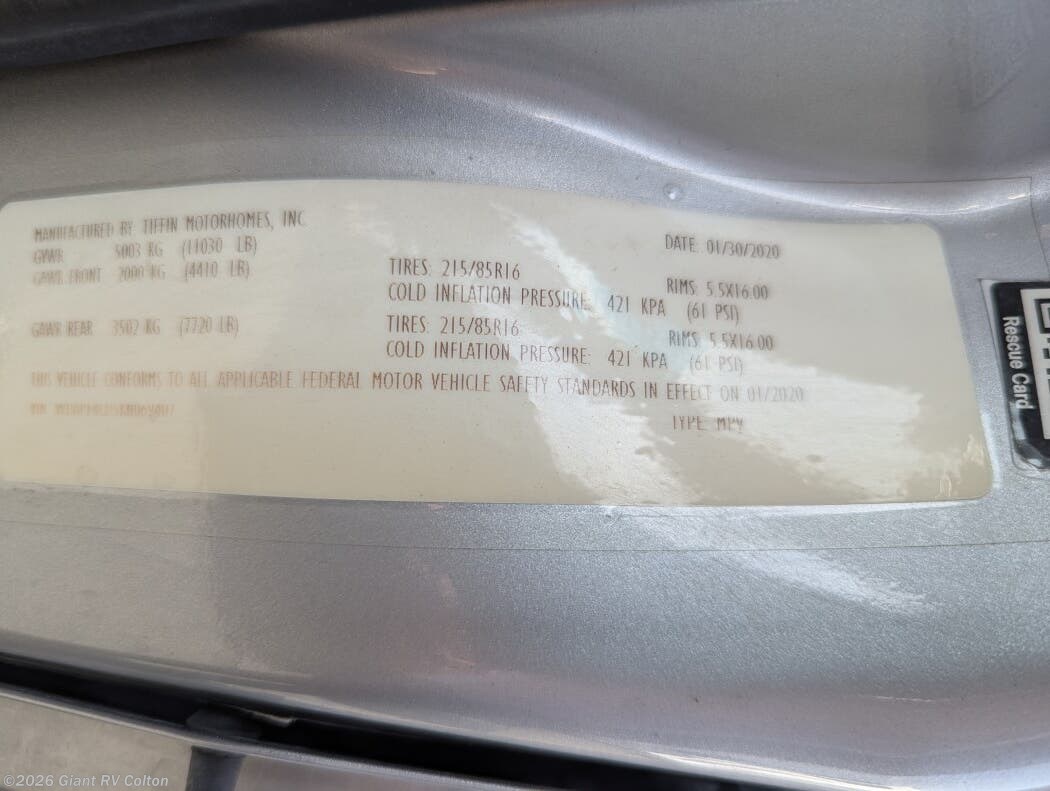 MANUFACTURED BY TIFFIN MOTORHOMES, INC
DATE: 01/30/2020
GVWR 5003 KG (11030 LB)
GAWR FRONT 2000 KG (4410 LB)
TIRES: 215/85R16
RIMS: 5.5X16.00
COLD INFLATION PRESSURE: 421 KPA (61 PSI)
GAWR REAR 3502 KG (7720 LB)
TIRES: 215/85R16
RIMS: 5.5X16.00
COLD INFLATION PRESSURE: 421 KPA (61 PSI)
THIS VEHICLE CONFORMS TO ALL APPLICABLE FEDERAL MOTOR VEHICLE SAFETY STANDARDS IN EFFECT ON 01/2020
VIN
TYPE: MPV
Rescue Card
©2026 Giant RV Colton